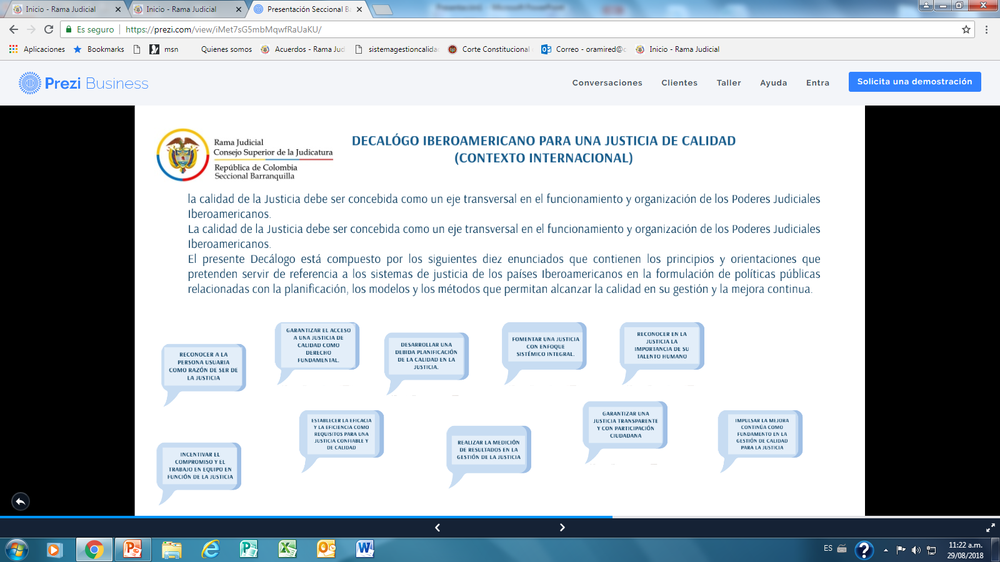 Inicio - Rama Judicial
Inicio - Rama Judicial
Presentación Seccional Ba
Es seguro
https://prezi.com/view/iMet7sG5mbMqwfRaUaKU/
Aplicaciones
Bookmarks
msn
Quienes somos
Acuerdos - Rama Jud
sistemagestioncalida
Corte Constitucional
Correo - oramired@c
Inicio - Rama Judicial
Prezi Business
Conversaciones
Clientes
Taller
Ayuda
Entra
Solicita una demostración
Rama Judicial
Consejo Superior de la Judicatura
República de Colombia
Seccional Barranquilla
DECALÓGO IBEROAMERICANO PARA UNA JUSTICIA DE CALIDAD
(CONTEXTO INTERNACIONAL)
la calidad de la Justicia debe ser concebida como un eje transversal en el funcionamiento y organización de los Poderes Judiciales
Iberoamericanos.
La calidad de la Justicia debe ser concebida como un eje transversal en el funcionamiento y organización de los Poderes Judiciales
Iberoamericanos.
El presente Decálogo está compuesto por los siguientes diez enunciados que contienen los principios y orientaciones que
pretenden servir de referencia a los sistemas de justicia de los países Iberoamericanos en la formulación de políticas públicas
relacionadas con la planificación, los modelos y los métodos que permitan alcanzar la calidad en su gestión y la mejora continua.
RECONOCER A LA
PERSONA USUARIA
COMO RAZÓN DE SER DE
LA JUSTICIA
GARANTIZAR EL ACCESO
A UNA JUSTICIA DE
CALIDAD COMO
DERECHO
FUNDAMENTAL.
DESARROLLAR UNA
DEBIDA PLANIFICACIÓN
DE LA CALIDAD EN LA
JUSTICIA.
FOMENTAR UNA JUSTICIA
CON ENFOQUE
SISTÉMICO INTEGRAL.
RECONOCER EN LA
JUSTICIA LA
IMPORTANCIA DE SU
TALENTO HUMANO
INCENTIVAR EL
COMPROMISO Y EL
TRABAJO EN EQUIPO EN
FUNCIÓN DE LA JUSTICIA
ESTABLECER LA EFICACIA
Y LA EFICIENCIA COMO
REQUISITOS PARA UNA
JUSTICIA CONFIABLE Y
DE CALIDAD
REALIZAR LA MEDICIÓN
DE RESULTADOS EN LA
GESTIÓN DE LA JUSTICIA
GARANTIZAR UNA
JUSTICIA TRANSPARENTE
Y CON PARTICIPACIÓN
CIUDADANA
IMPULSAR LA MEJORA
CONTINÚA COMO
FUNDAMENTO EN LA
GESTIÓN DE CALIDAD
PARA LA JUSTICIA
ES
11:22 a.m.
29/08/2018